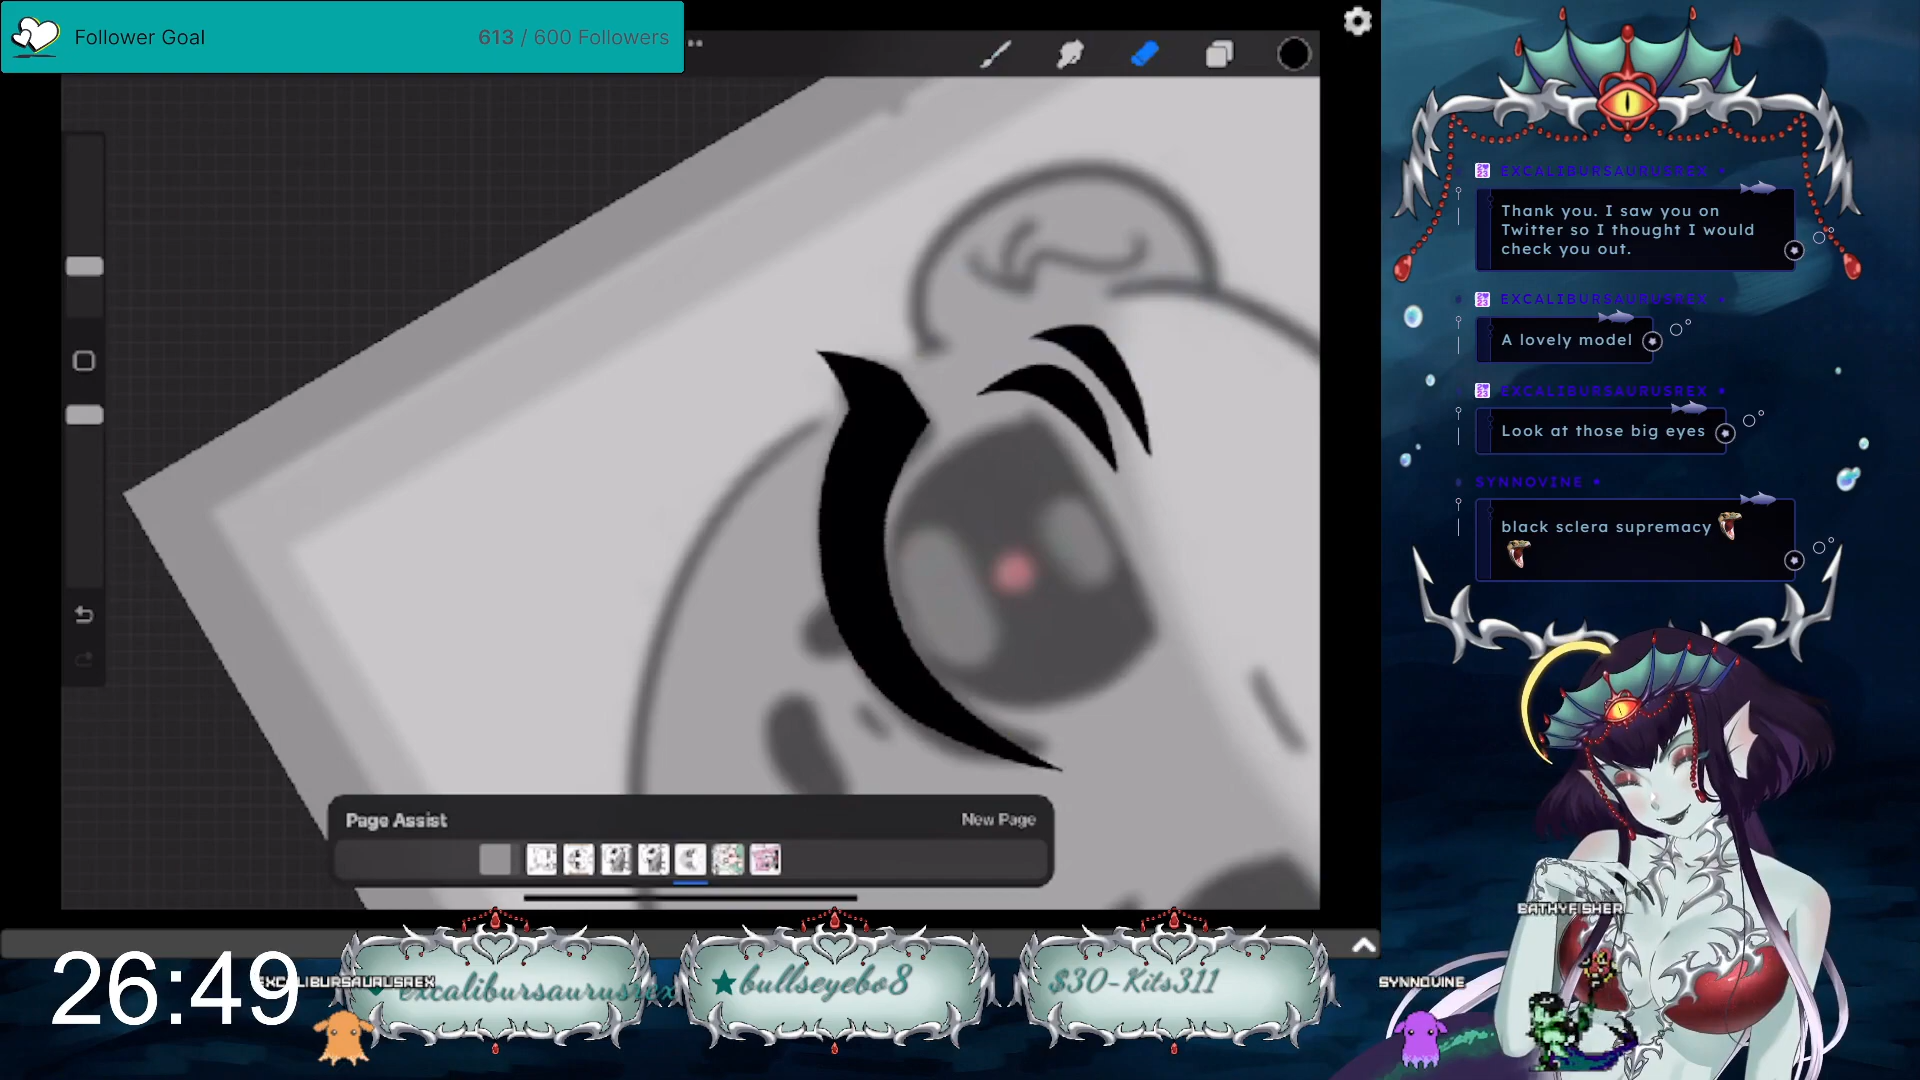 Follower Goal
613 / 600 Followers
EXCALIBURSAURUSREX
Thank you. I saw you on
Twitter so I thought I would
check you out.
EXCALIBURSAURUSREX
A lovely model
EXCALIBURSAURUSREX
Look at those big eyes
SYNNOVINE
black sclera supremacy
Page Assist
New Page
BATHYFISHER
26:49
EXCALIBURSAURUSREX
excalibursaurusrex
bullseyebo8
$30-Kits311
SYNNOVINE